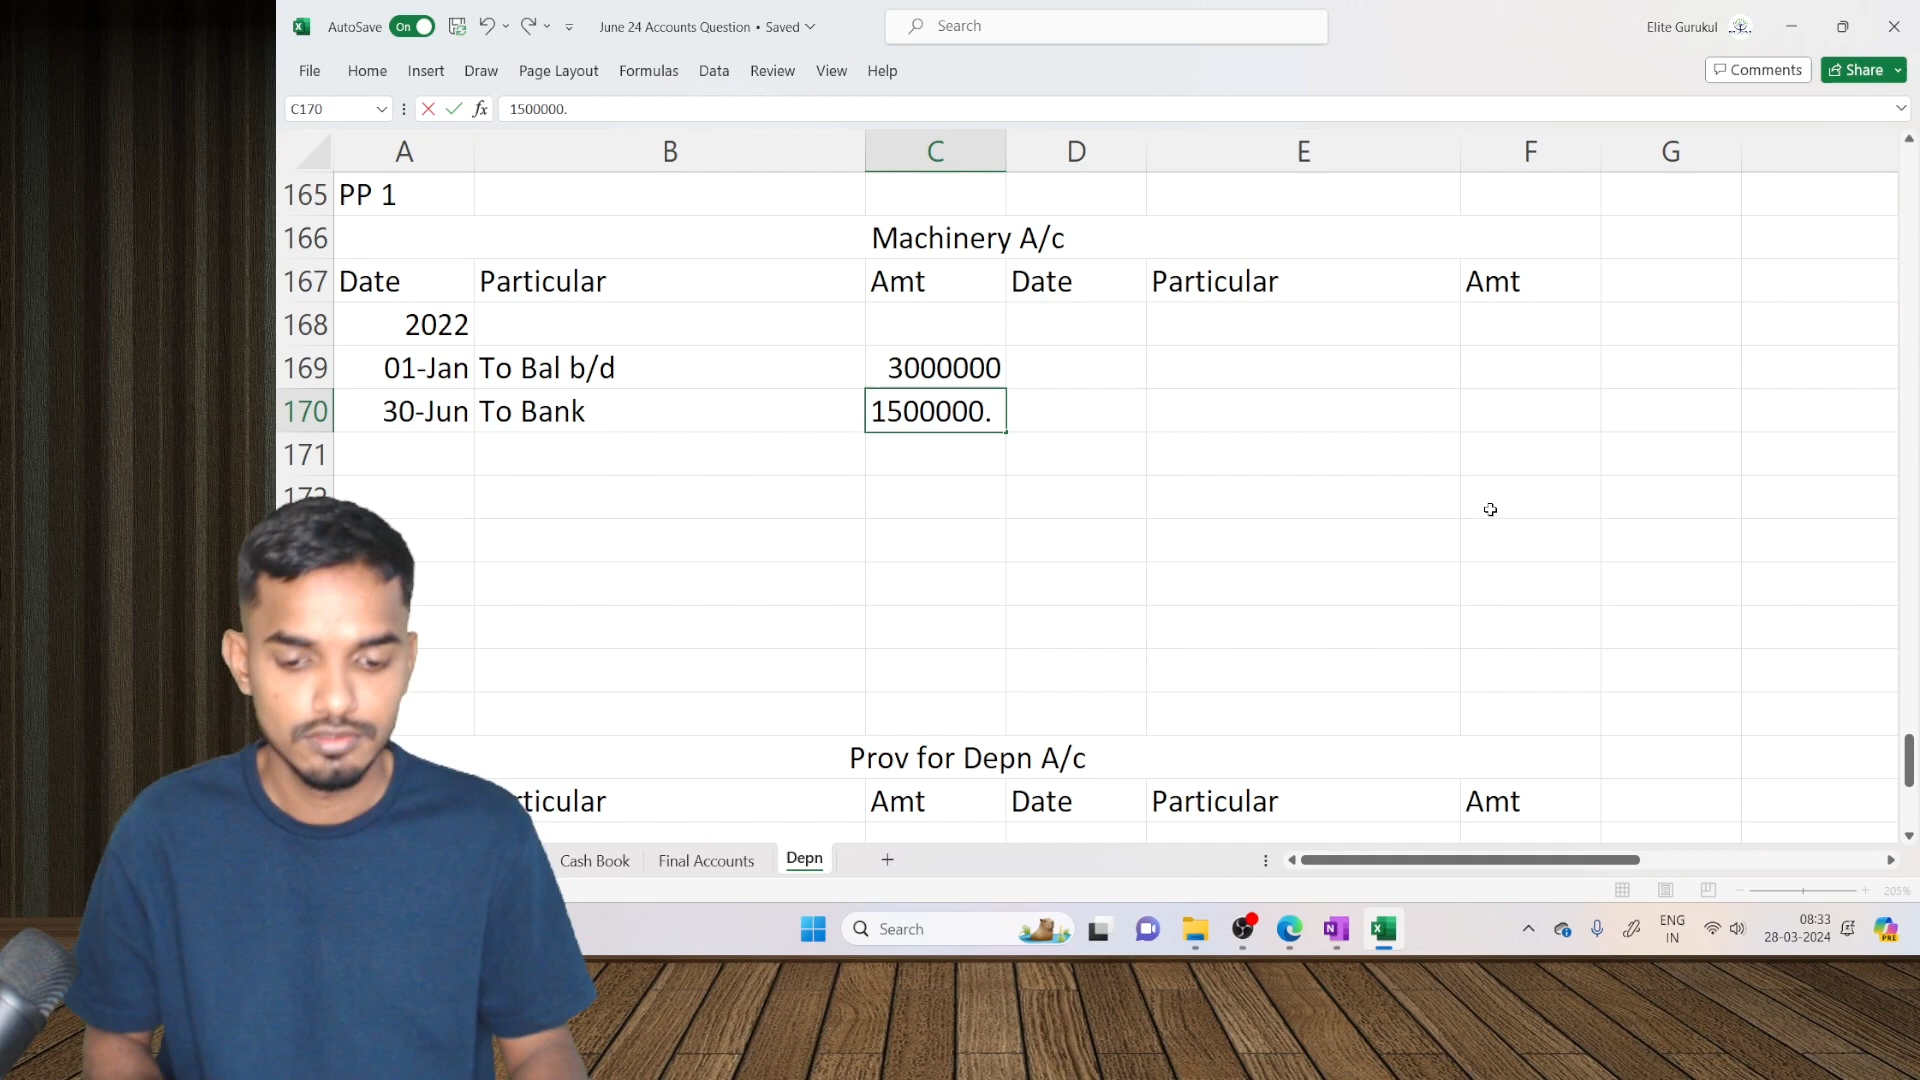 AutoSave On June 24 Accounts Question • Saved Search Elite Gurukul
File Home Insert Draw Page Layout Formulas Data Review View Help Comments Share
C170 fx 1500000.
A B C D E F G
165 PP 1
166 Machinery A/c
167 Date Particular Amt Date Particular Amt
168 2022
169 01-Jan To Bal b/d 3000000
170 30-Jun To Bank 1500000.
171
Prov for Depn A/c
Amt Date Particular Amt
Cash Book Final Accounts Depn
205%
Search ENG 08:33
IN 28-03-2024